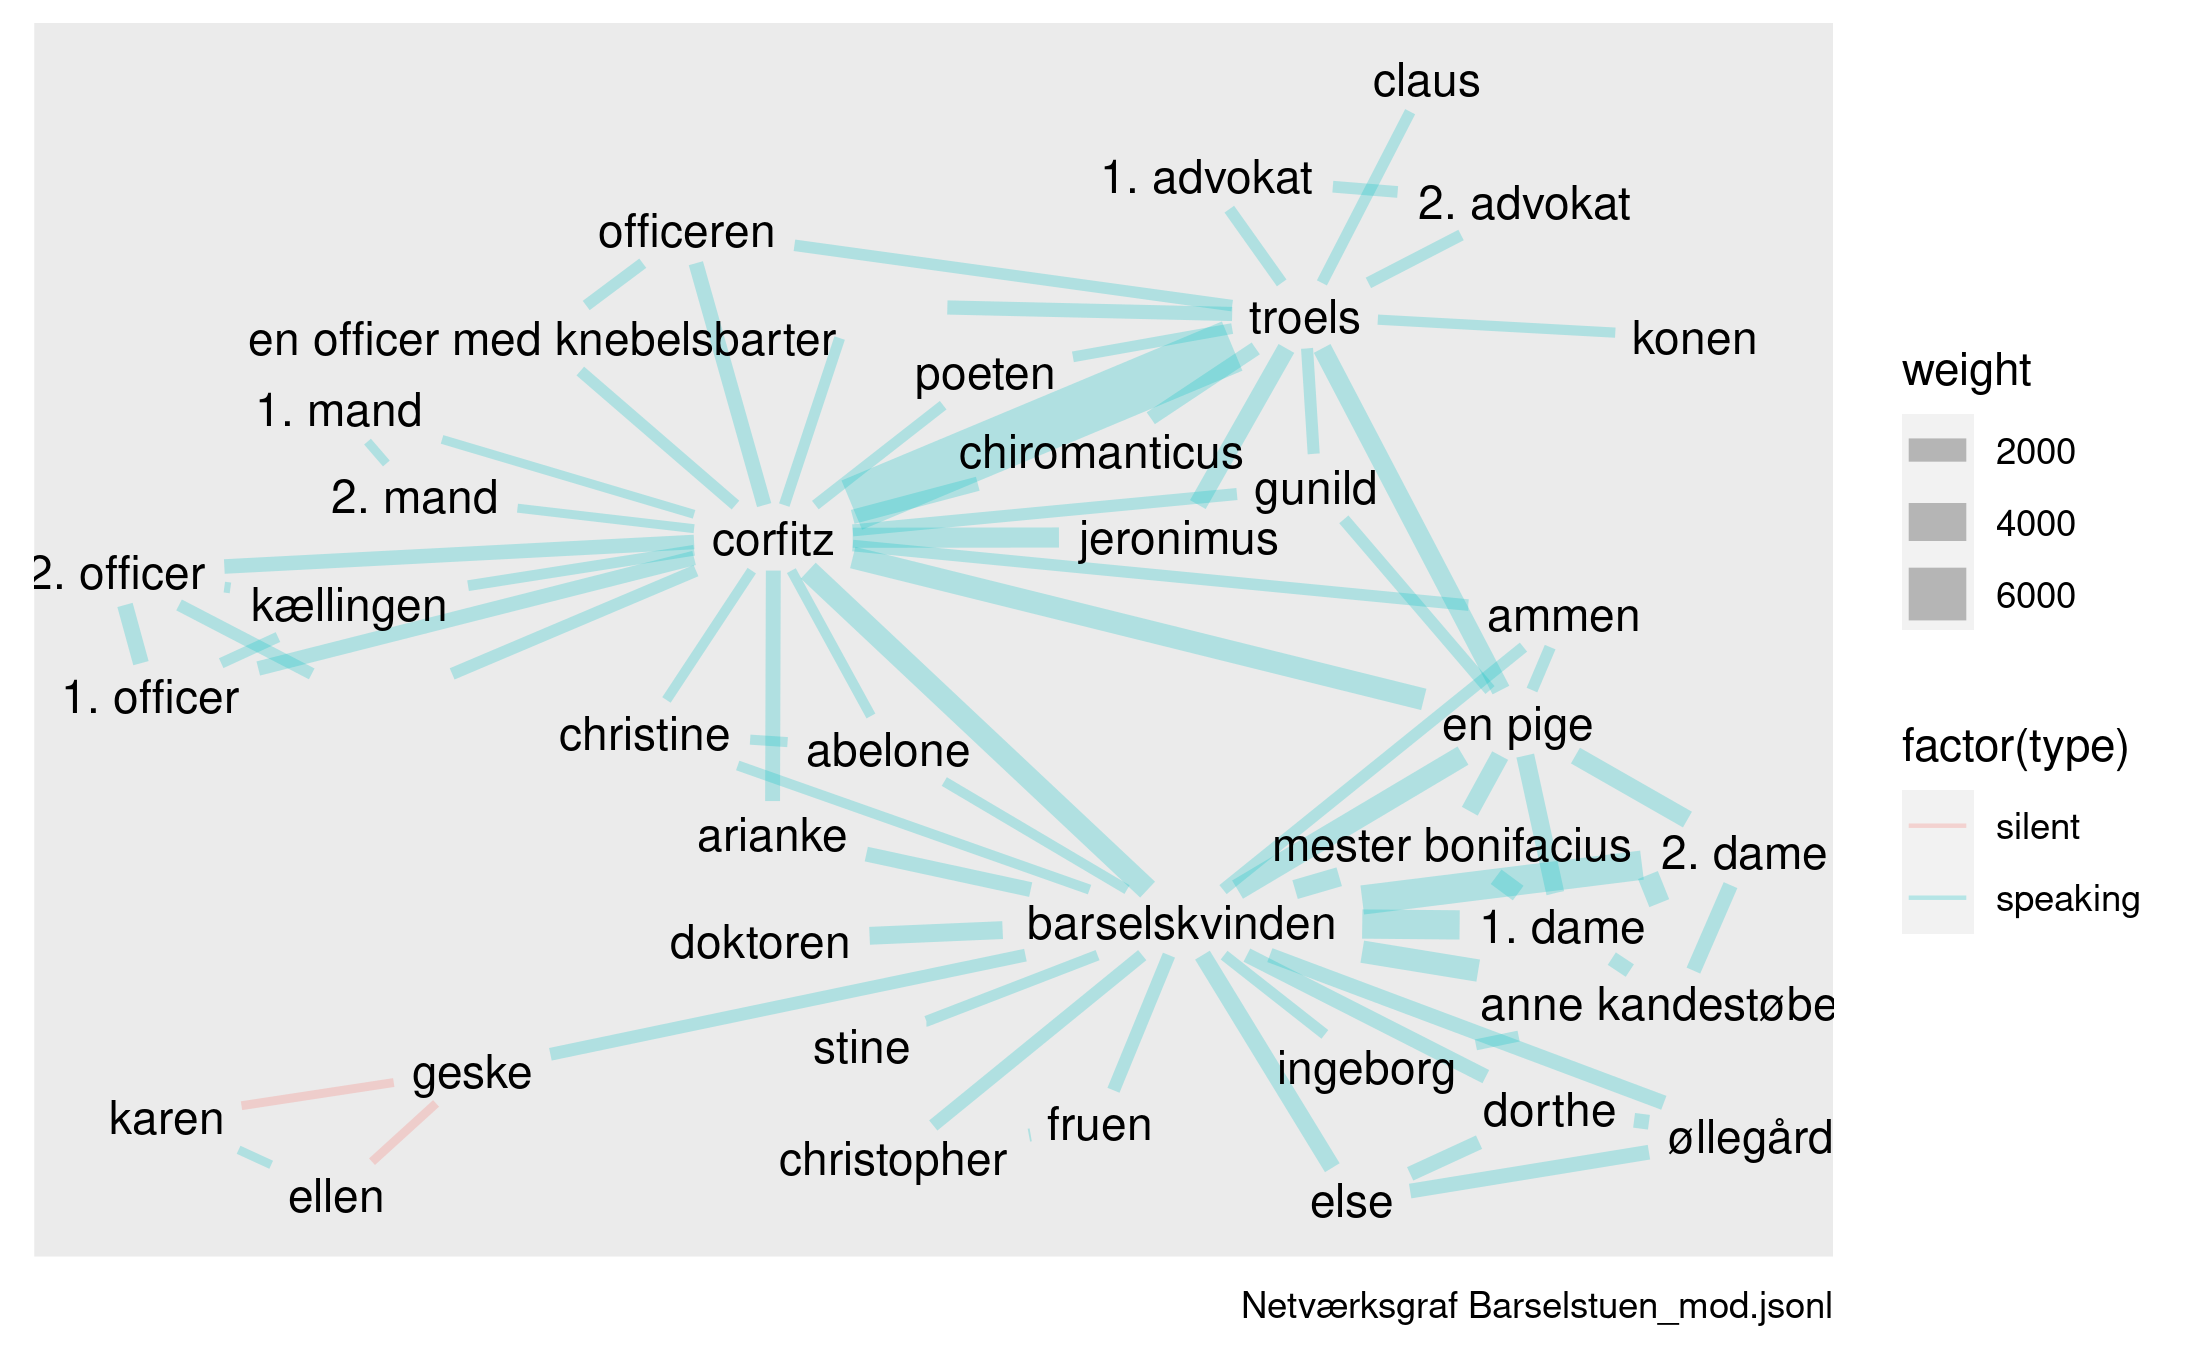 claus
1. advokat
2. advokat
officeren
troels
konen
en officer med knebelsbarter
poeten
1. mand
chiromanticus
2. mand
gunild
corfitz
jeronimus
2. officer
kællingen
ammen
1. officer
christine
abelone
en pige
arianke
mester bonifacius
2. dame
doktoren
barselskvinden
1. dame
anne kandestøbe
stine
geske
ingeborg
karen
fruen
dorthe
christopher
øllegård
ellen
else
weight
2000
4000
6000
factor(type)
silent
speaking
Netværksgraf Barselstuen_mod.jsonl